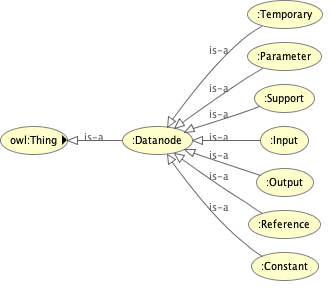 :Temporary
is-a
:Parameter
is-a
:Support
is-a
owl:Thing
is-a
:Datanode
is-a
:Input
is-a
:Output
is-a
:Reference
is-a
:Constant